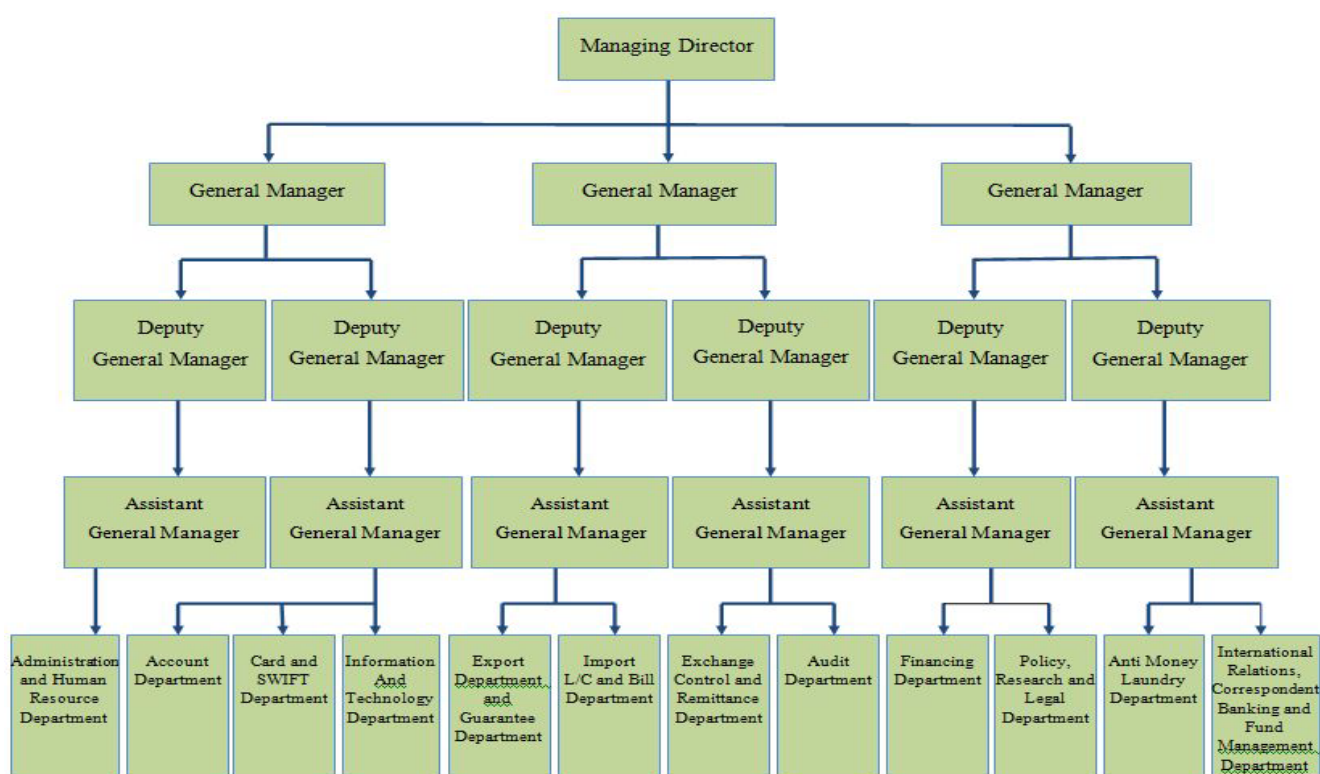 Managing Director
General Manager
General Manager
General Manager
Deputy
General Manager
Deputy
General Manager
Deputy
General Manager
Deputy
General Manager
Deputy
General Manager
Deputy
General Manager
Assistant
General Manager
Assistant
General Manager
Assistant
General Manager
Assistant
General Manager
Assistant
General Manager
Assistant
General Manager
Administration
and Human
Resource
Department
Account
Department
Card and
SWIFT
Department
Information
And
Technology
Department
Export
Department
and
Guarantee
Department
Import
L/C and Bill
Department
Exchange
Control and
Remittance
Department
Audit
Department
Financing
Department
Policy,
Research and
Legal
Department
Anti Money
Laundry
Department
International
Relations,
Correspondent
Banking and
Fund
Management
Department